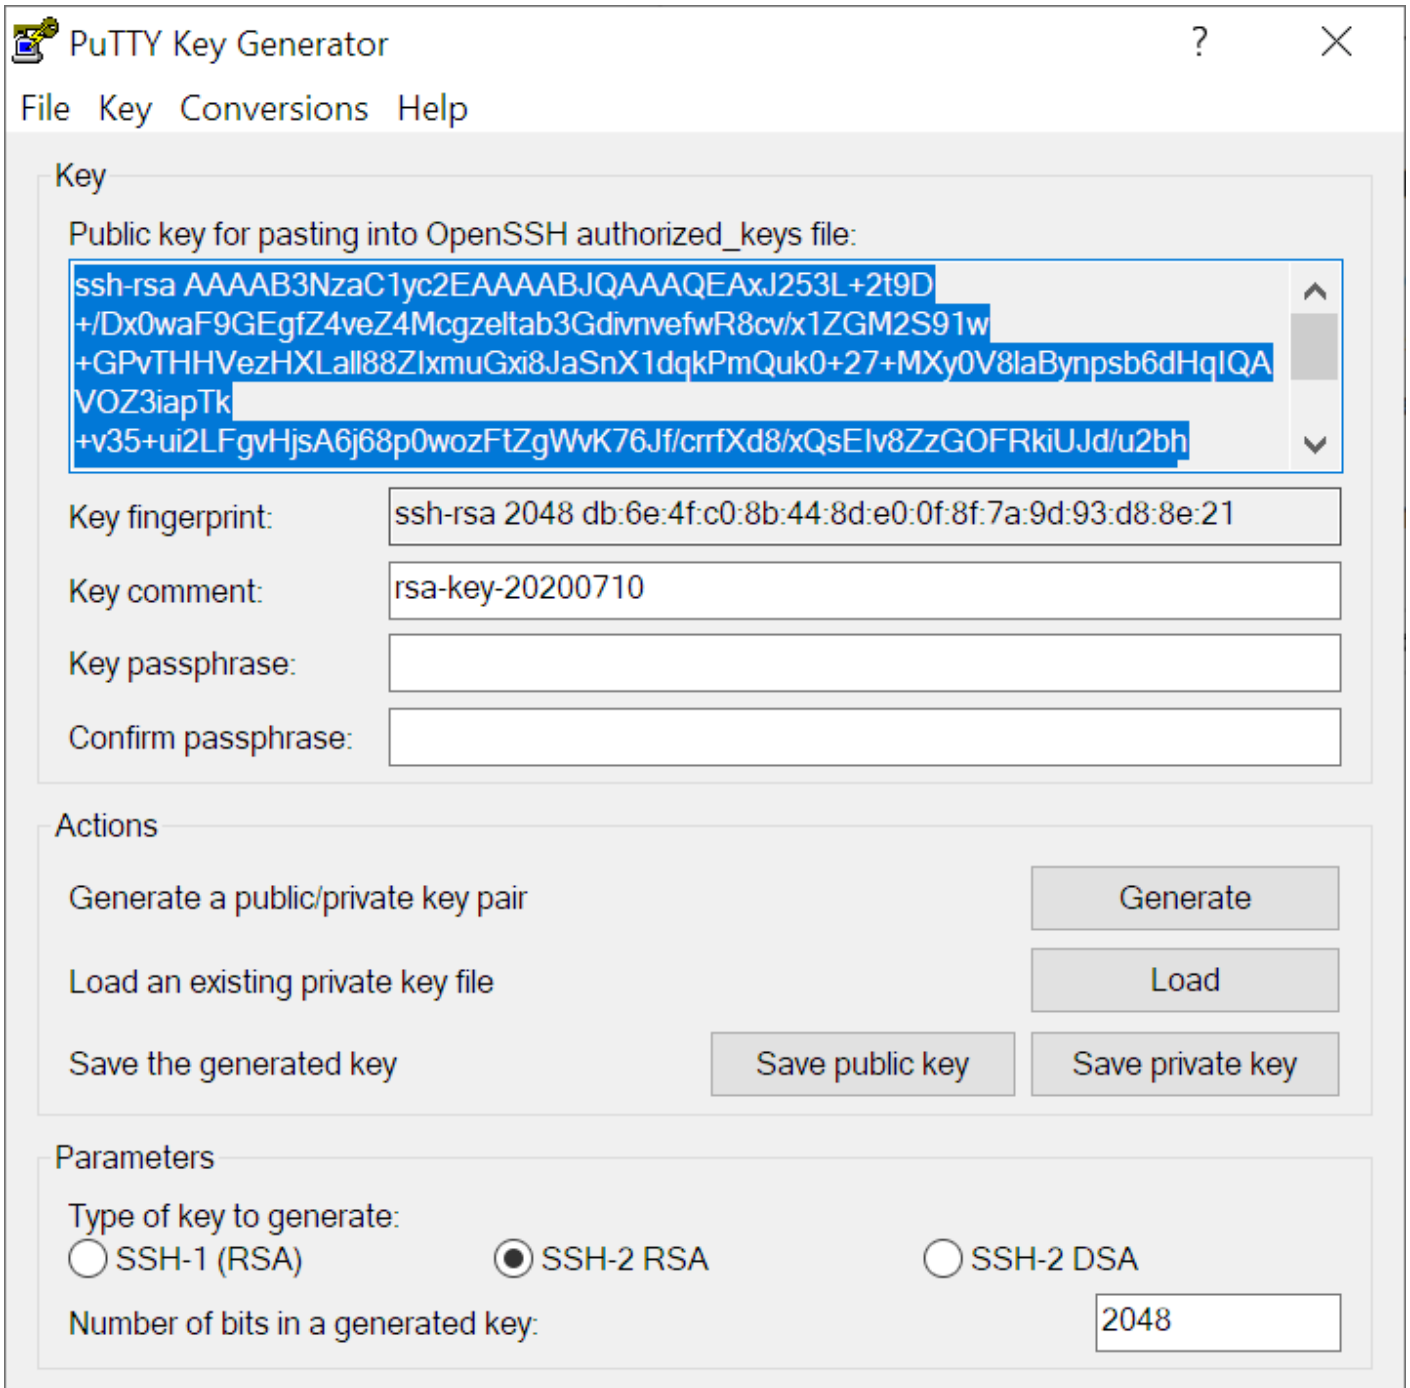 PuTTY Key Generator
?
File Key Conversions Help
Key
Public key for pasting into OpenSSH authorized_keys file:
ssh-rsa AAAAB3NzaC1yc2EAAAABJQAAAQEAxJ253L+2t9D
+/Dx0waF9GEgfZ4veZ4Mcgzeltab3GdivnvefwR8cv/x1ZGM2S91w
+GPvTHHVezHXLall88ZIxmuGxi8JaSnX1dqkPmQuk0+27+MXy0V8laBynpsb6dHqIQA
VOZ3iapTk
+v35+ui2LFgvHjsA6j68p0wozFtZgWvK76Jf/crrfXd8/xQsEIv8ZzGOFRkiUJd/u2bh
Key fingerprint: ssh-rsa 2048 db:6e:4f:c0:8b:44:8d:e0:0f:8f:7a:9d:93:d8:8e:21
Key comment: rsa-key-20200710
Key passphrase:
Confirm passphrase:
Actions
Generate a public/private key pair Generate
Load an existing private key file Load
Save the generated key Save public key Save private key
Parameters
Type of key to generate:
SSH-1 (RSA) SSH-2 RSA SSH-2 DSA
Number of bits in a generated key: 2048